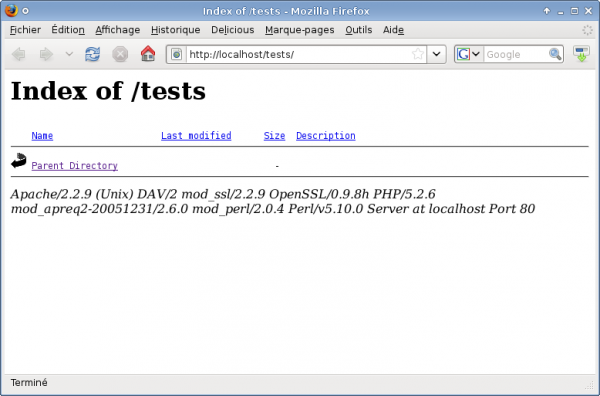 Index of /tests - Mozilla Firefox
Fichier Édition Affichage Historique Delicious Marque-pages Outils Aide
http://localhost/tests/ G Google
Index of /tests
Name Last modified Size Description
Parent Directory -
Apache/2.2.9 (Unix) DAV/2 mod_ssl/2.2.9 OpenSSL/0.9.8h PHP/5.2.6
mod_apreq2-20051231/2.6.0 mod_perl/2.0.4 Perl/v5.10.0 Server at localhost Port 80
Terminé